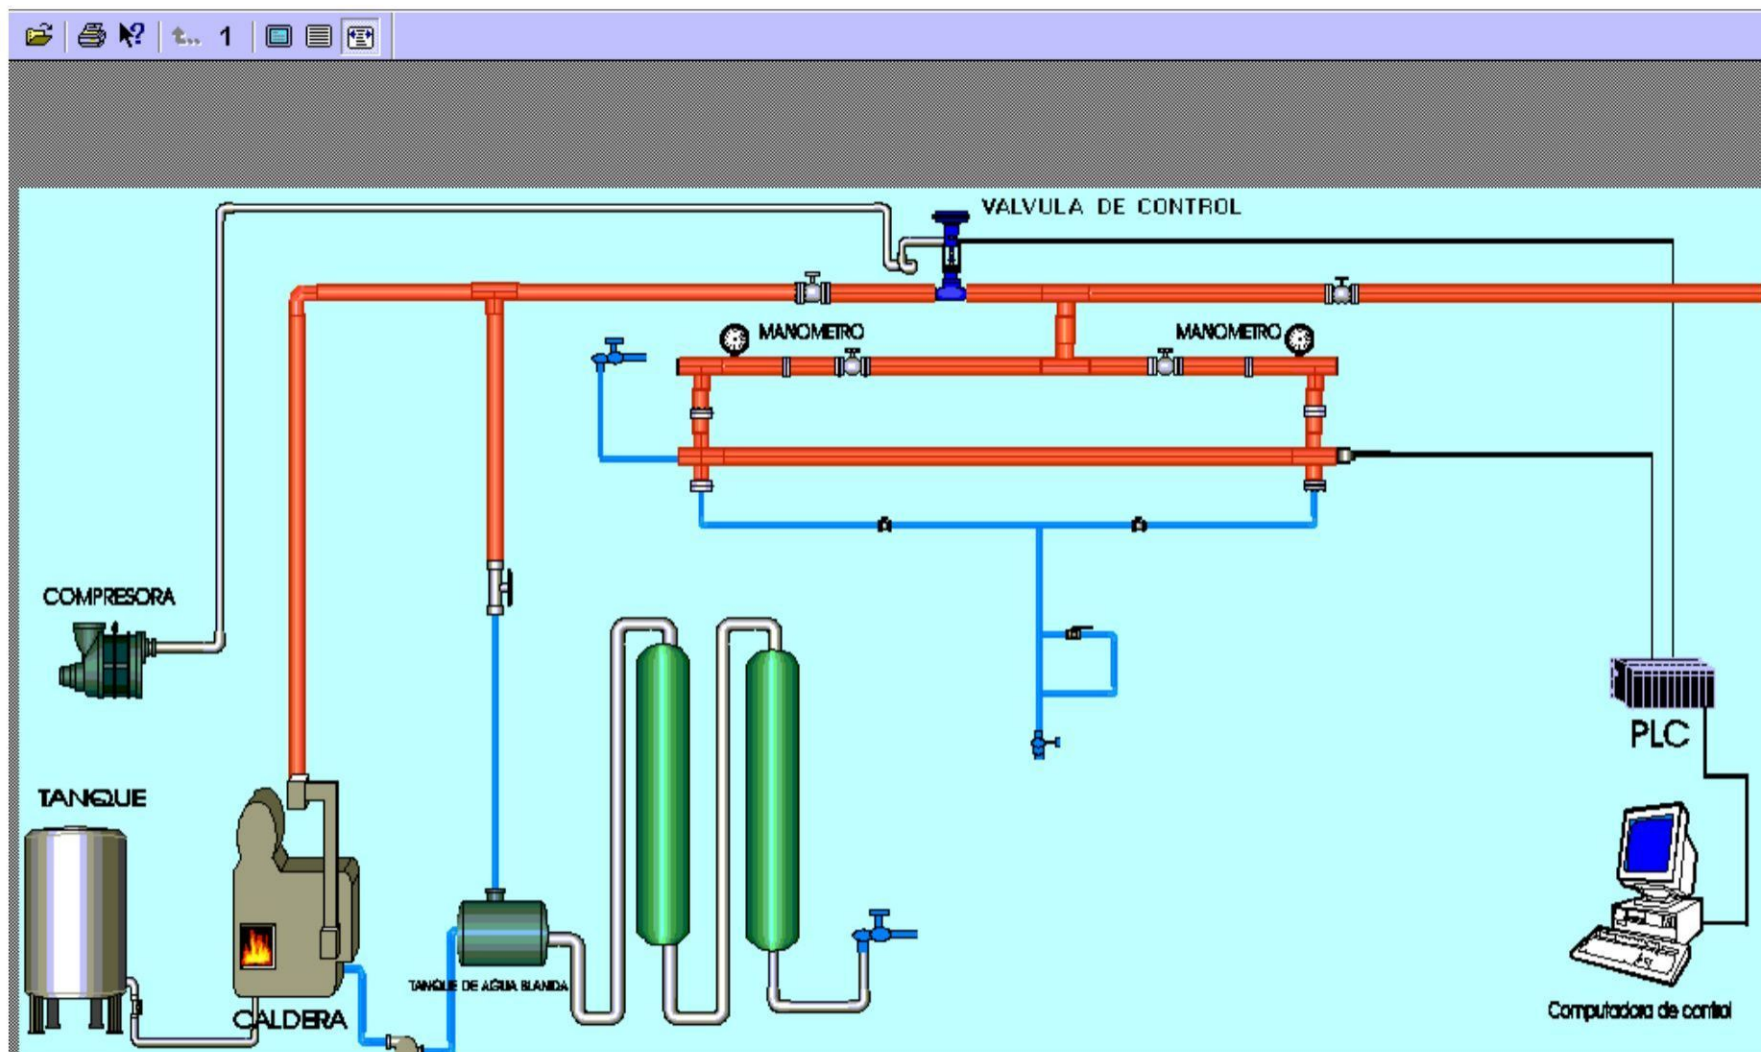 1
VALVULA DE CONTROL
MANOMETRO
MANOMETRO
COMPRESORA
PLC
TANQUE
TANQUE DE AGUA BLANDA
CALDERA
Computadora de control